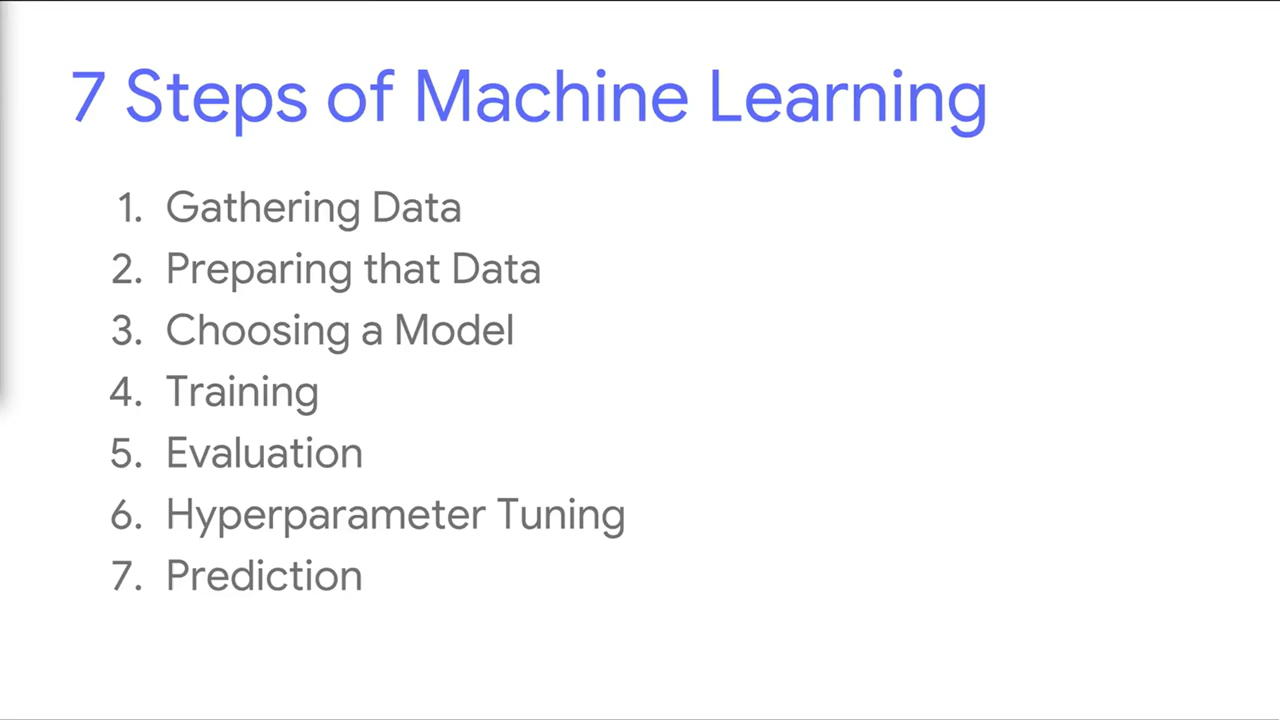 7 Steps of Machine Learning
1. Gathering Data
2. Preparing that Data
3. Choosing a Model
4. Training
5. Evaluation
6. Hyperparameter Tuning
7. Prediction